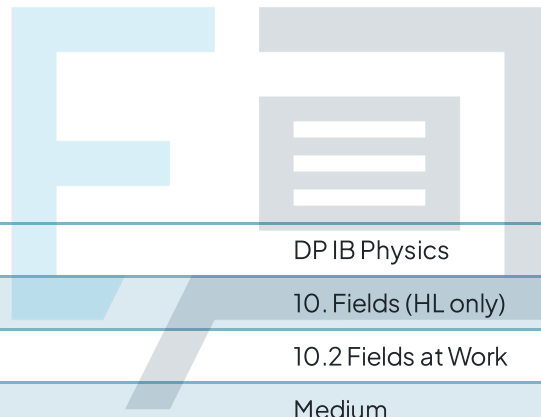 DP IB Physics
10. Fields (HL only)
10.2 Fields at Work
Medium